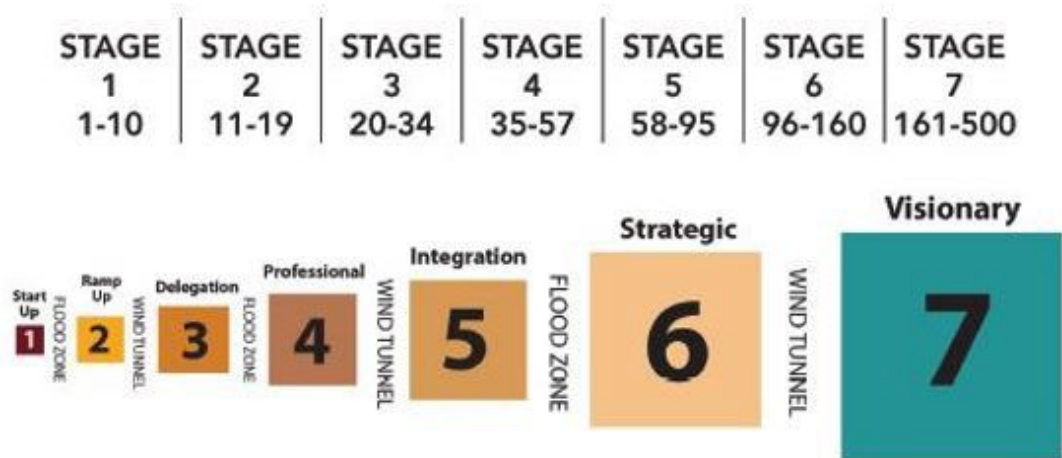 STAGE STAGE STAGE STAGE STAGE STAGE STAGE
1 2 3 4 5 6 7
1-10 11-19 20-34 35-57 58-95 96-160 161-500
Start
Up
1
FLOOD ZONE
Ramp
Up
2
WIND TUNNEL
Delegation
3
FLOOD ZONE
Professional
4
WIND TUNNEL
Integration
5
FLOOD ZONE
Strategic
6
WIND TUNNEL
Visionary
7